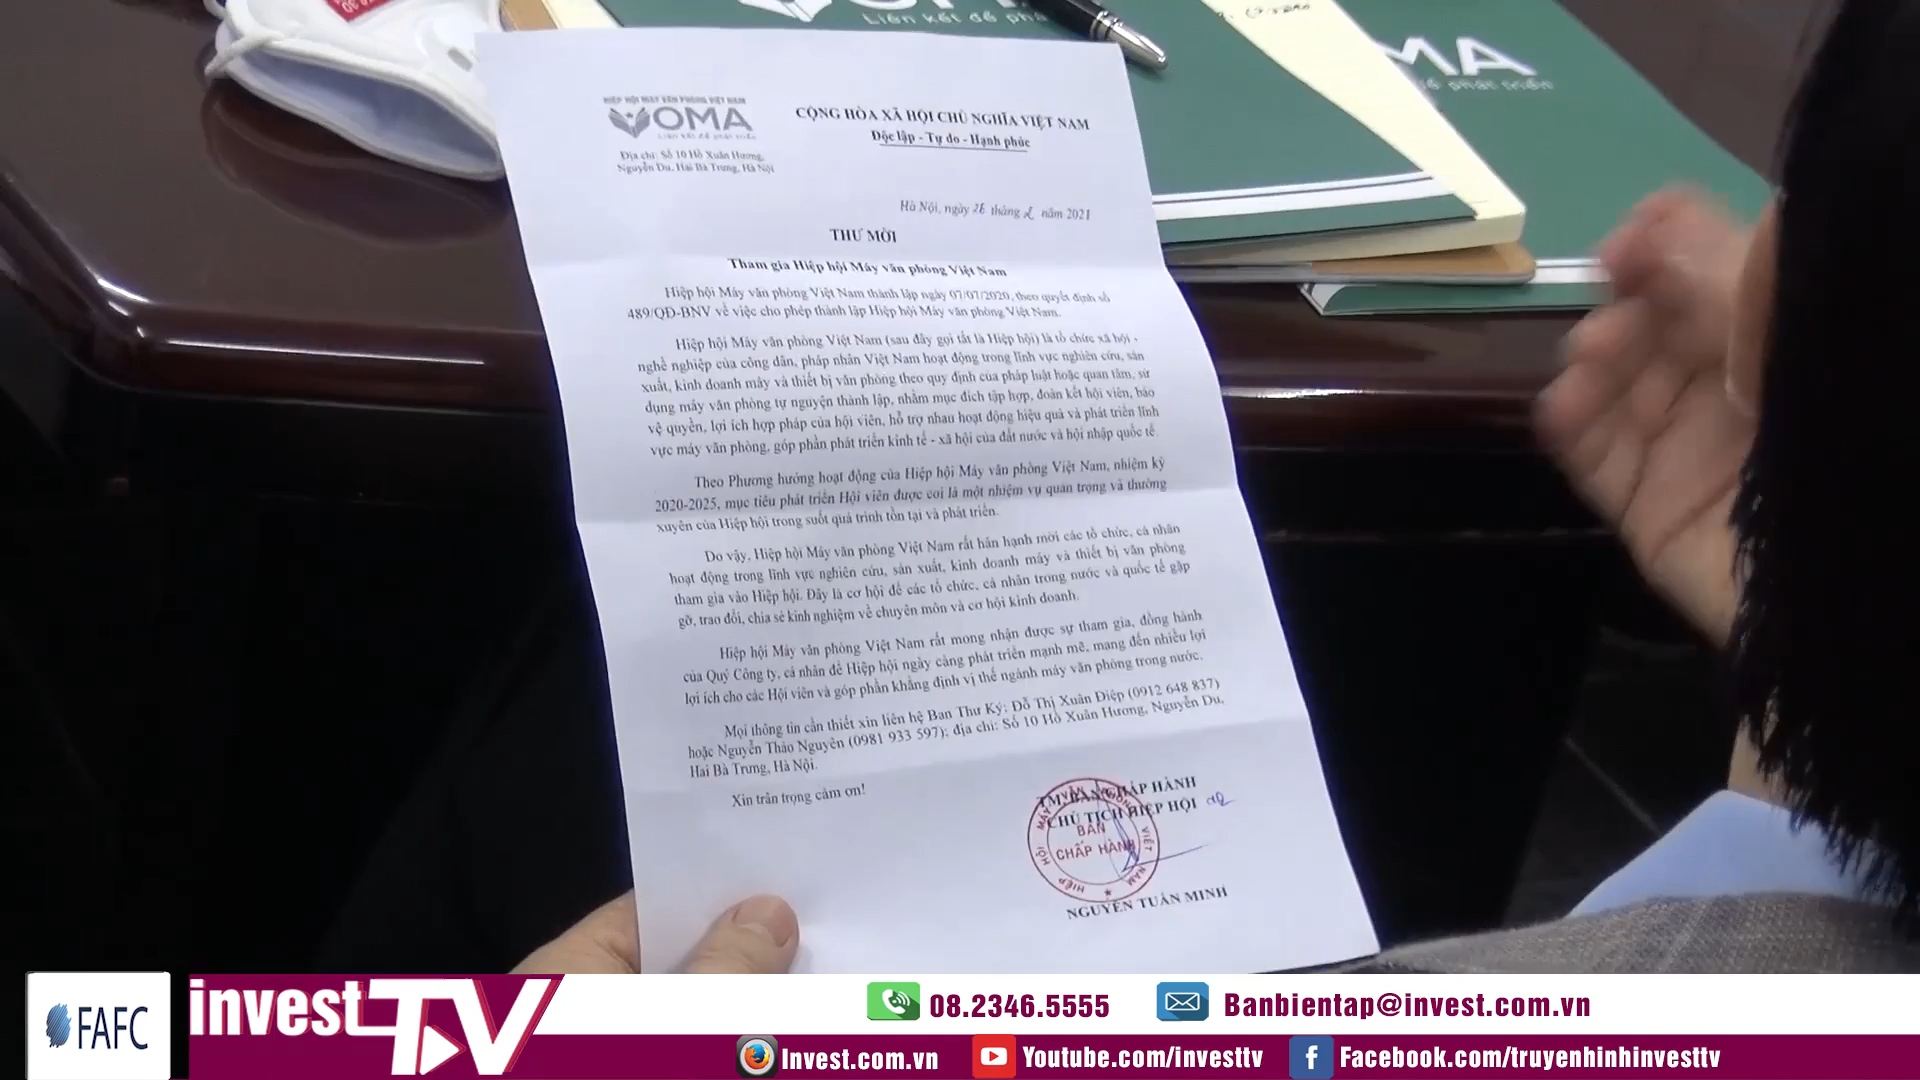 Liên kết để phát
OMA
để phát triển
HIỆP HỘI MÁY VĂN PHÒNG VIỆT NAM
VOMA
Liên kết để phát triển
Địa chỉ: Số 10 Hồ Xuân Hương,
Nguyễn Du, Hai Bà Trưng, Hà Nội
CỘNG HÒA XÃ HỘI CHỦ NGHĨA VIỆT NAM
Độc lập - Tự do - Hạnh phúc
Hà Nội, ngày 26 tháng 2 năm 2021
THƯ MỜI
Tham gia Hiệp hội Máy văn phòng Việt Nam
Hiệp hội Máy văn phòng Việt Nam thành lập ngày 07/07/2020, theo quyết định số
489/QĐ-BNV về việc cho phép thành lập Hiệp hội Máy văn phòng Việt Nam.
Hiệp hội Máy văn phòng Việt Nam (sau đây gọi tắt là Hiệp hội) là tổ chức xã hội -
nghề nghiệp của công dân, pháp nhân Việt Nam hoạt động trong lĩnh vực nghiên cứu, sản
xuất, kinh doanh máy và thiết bị văn phòng theo quy định của pháp luật hoặc quan tâm, sử
dụng máy văn phòng tự nguyện thành lập, nhằm mục đích tập hợp, đoàn kết hội viên, bảo
vệ quyền, lợi ích hợp pháp của hội viên, hỗ trợ nhau hoạt động hiệu quả và phát triển lĩnh
vực máy văn phòng, góp phần phát triển kinh tế - xã hội của đất nước và hội nhập quốc tế.
Theo Phương hướng hoạt động của Hiệp hội Máy văn phòng Việt Nam, nhiệm kỳ
2020-2025, mục tiêu phát triển Hội viên được coi là một nhiệm vụ quan trọng và thường
xuyên của Hiệp hội trong suốt quá trình tồn tại và phát triển.
Do vậy, Hiệp hội Máy văn phòng Việt Nam rất hân hạnh mời các tổ chức, cá nhân
hoạt động trong lĩnh vực nghiên cứu, sản xuất, kinh doanh máy và thiết bị văn phòng
tham gia vào Hiệp hội. Đây là cơ hội để các tổ chức, cá nhân trong nước và quốc tế gặp
gỡ, trao đổi, chia sẻ kinh nghiệm về chuyên môn và cơ hội kinh doanh.
Hiệp hội Máy văn phòng Việt Nam rất mong nhận được sự tham gia, đồng hành
của Quý Công ty, cá nhân để Hiệp hội ngày càng phát triển mạnh mẽ, mang đến nhiều lợi
lợi ích cho các Hội viên và góp phần khẳng định vị thế ngành máy văn phòng trong nước.
Mọi thông tin cần thiết xin liên hệ Ban Thư Ký: Đỗ Thị Xuân Điệp (0912 648 837)
hoặc Nguyễn Thảo Nguyên (0981 933 597); địa chỉ: Số 10 Hồ Xuân Hương, Nguyễn Du,
Hai Bà Trưng, Hà Nội.
Xin trân trọng cảm ơn!
TM. BAN CHẤP HÀNH
CHỦ TỊCH HIỆP HỘI
HIỆP HỘI MÁY VĂN PHÒNG VIỆT NAM
BAN
CHẤP HÀNH
NGUYỄN TUẤN MINH
FAFC
investTV
08.2346.5555
Banbientap@invest.com.vn
Invest.com.vn
Youtube.com/investtv
Facebook.com/truyenhinhinvesttv